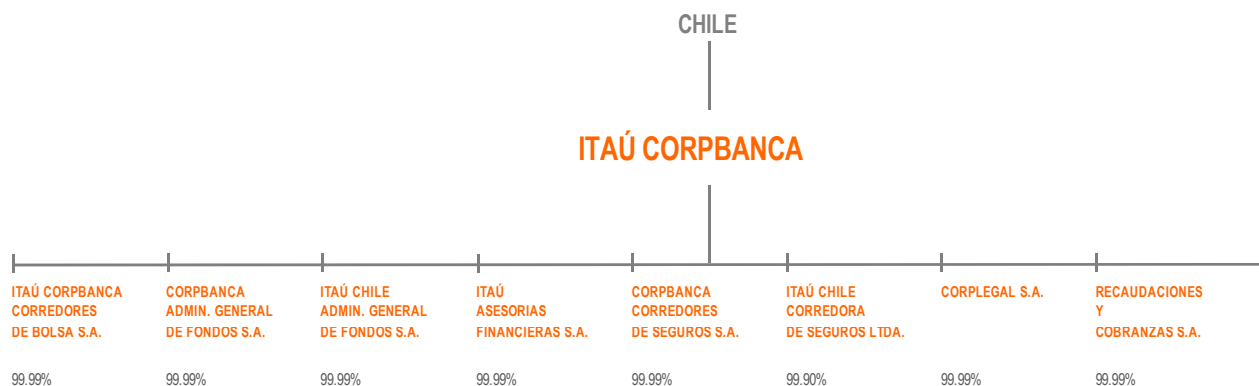 CHILE
ITAÚ CORPBANCA
ITAÚ CORPBANCA
CORREDORES
DE BOLSA S.A.
99.99%
CORPBANCA
ADMIN. GENERAL
DE FONDOS S.A.
99.99%
ITAÚ CHILE
ADMIN. GENERAL
DE FONDOS S.A.
99.99%
ITAÚ
ASESORIAS
FINANCIERAS S.A.
99.99%
CORPBANCA
CORREDORES
DE SEGUROS S.A.
99.99%
ITAÚ CHILE
CORREDORA
DE SEGUROS LTDA.
99.90%
CORPLEGAL S.A.
99.99%
RECAUDACIONES
Y
COBRANZAS S.A.
99.99%